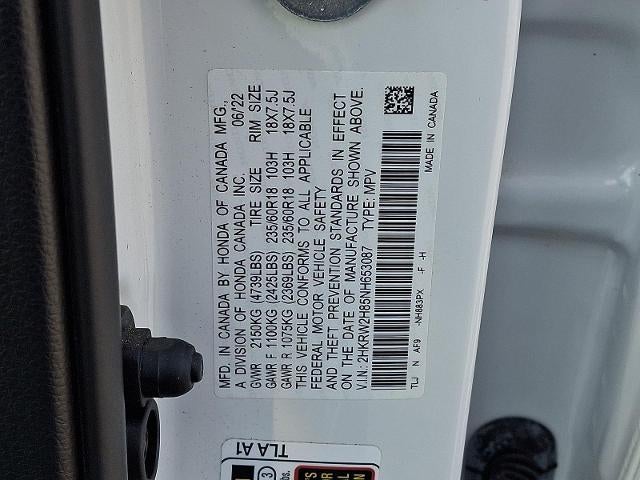 MFD. IN CANADA BY HONDA OF CANADA MFG.,
A DIVISION OF HONDA CANADA INC. 06/22
GVWR 2150KG (4739LBS) TIRE SIZE RIM SIZE
GAWR F 1100KG (2425LBS) 235/60R18 103H 18X7.5J
GAWR R 1075KG (2369LBS) 235/60R18 103H 18X7.5J
THIS VEHICLE CONFORMS TO ALL APPLICABLE
FEDERAL MOTOR VEHICLE SAFETY
AND THEFT PREVENTION STANDARDS IN EFFECT
ON THE DATE OF MANUFACTURE SHOWN ABOVE.
V.I.N.: 2HKRW2H85NH653087 TYPE: MPV
TLJ N AF9 -NH883PX -F -H
MADE IN CANADA
TLA A1